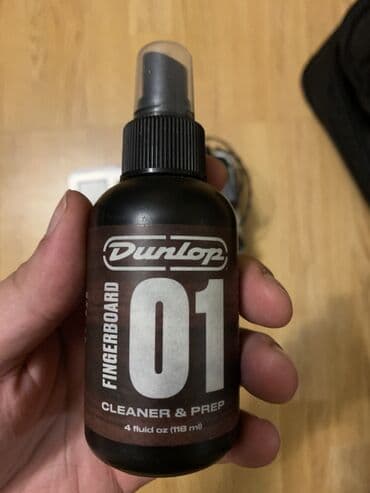 Dunlop
FINGERBOARD
01
CLEANER & PREP
4 fluid oz (118 ml)